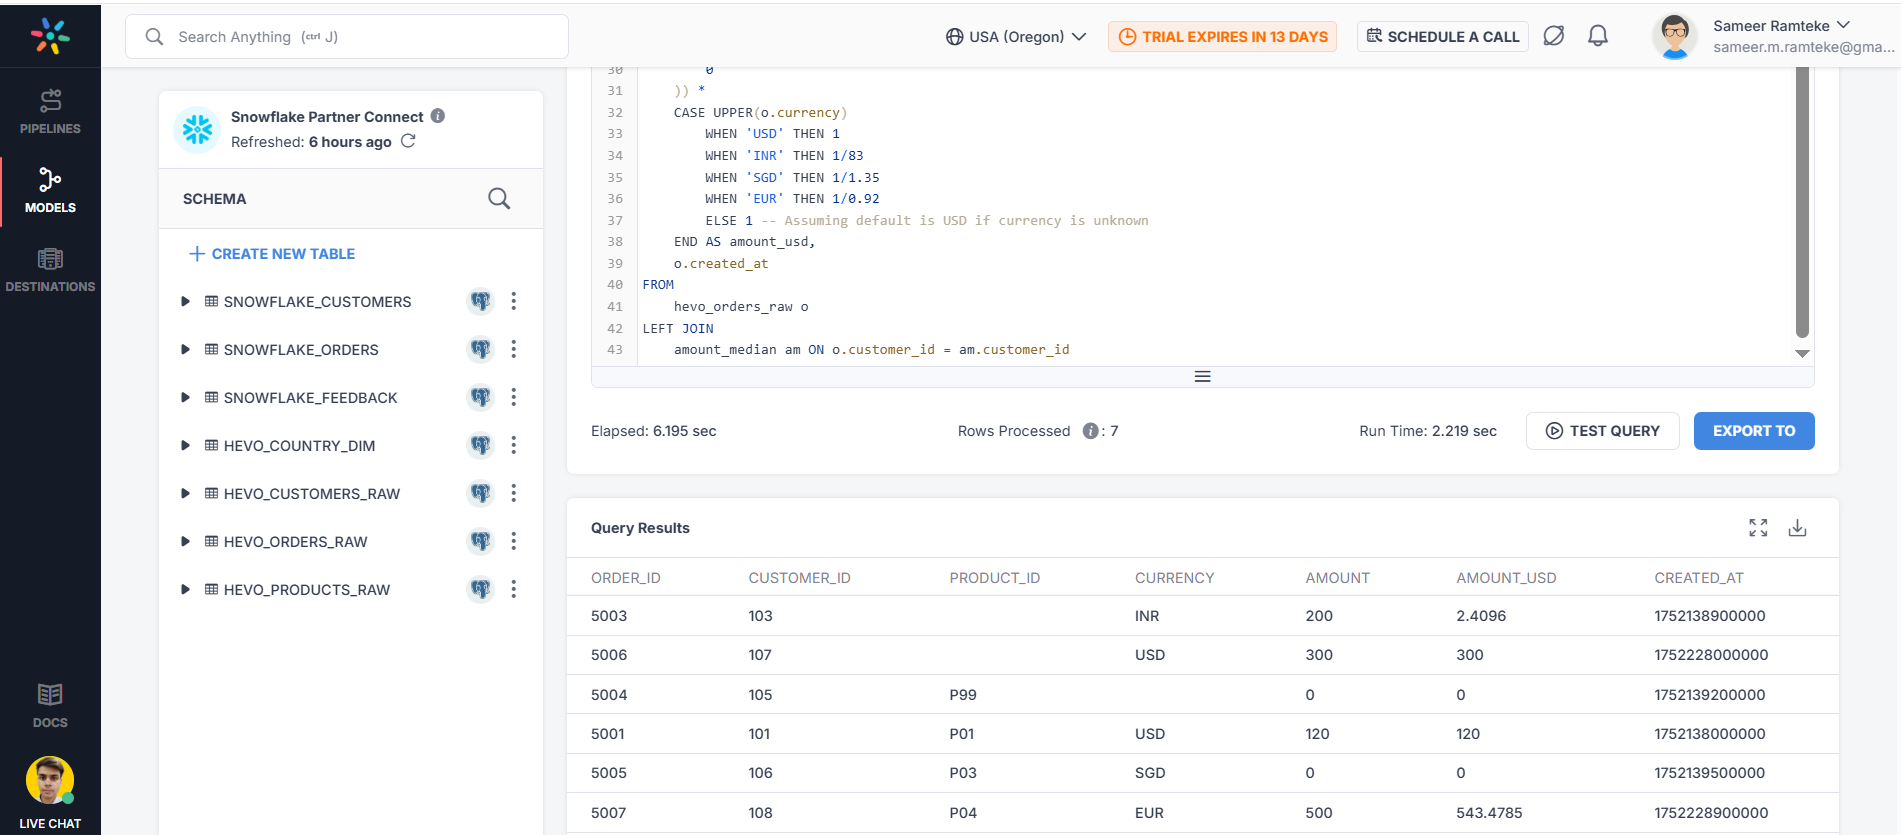 Search Anything (ctrl J)
USA (Oregon)
TRIAL EXPIRES IN 13 DAYS
SCHEDULE A CALL
Sameer Ramteke
sameer.m.ramteke@gma...
PIPELINES
MODELS
DESTINATIONS
DOCS
LIVE CHAT
Snowflake Partner Connect
Refreshed: 6 hours ago
SCHEMA
CREATE NEW TABLE
SNOWFLAKE_CUSTOMERS
SNOWFLAKE_ORDERS
SNOWFLAKE_FEEDBACK
HEVO_COUNTRY_DIM
HEVO_CUSTOMERS_RAW
HEVO_ORDERS_RAW
HEVO_PRODUCTS_RAW
30 0
31 )) *
32 CASE UPPER(o.currency)
33 WHEN 'USD' THEN 1
34 WHEN 'INR' THEN 1/83
35 WHEN 'SGD' THEN 1/1.35
36 WHEN 'EUR' THEN 1/0.92
37 ELSE 1 -- Assuming default is USD if currency is unknown
38 END AS amount_usd,
39 o.created_at
40 FROM
41 hevo_orders_raw o
42 LEFT JOIN
43 amount_median am ON o.customer_id = am.customer_id
Elapsed: 6.195 sec
Rows Processed : 7
Run Time: 2.219 sec
TEST QUERY
EXPORT TO
Query Results
ORDER_ID CUSTOMER_ID PRODUCT_ID CURRENCY AMOUNT AMOUNT_USD CREATED_AT
5003 103 INR 200 2.4096 1752138900000
5006 107 USD 300 300 1752228000000
5004 105 P99 0 0 1752139200000
5001 101 P01 USD 120 120 1752138000000
5005 106 P03 SGD 0 0 1752139500000
5007 108 P04 EUR 500 543.4785 1752228900000